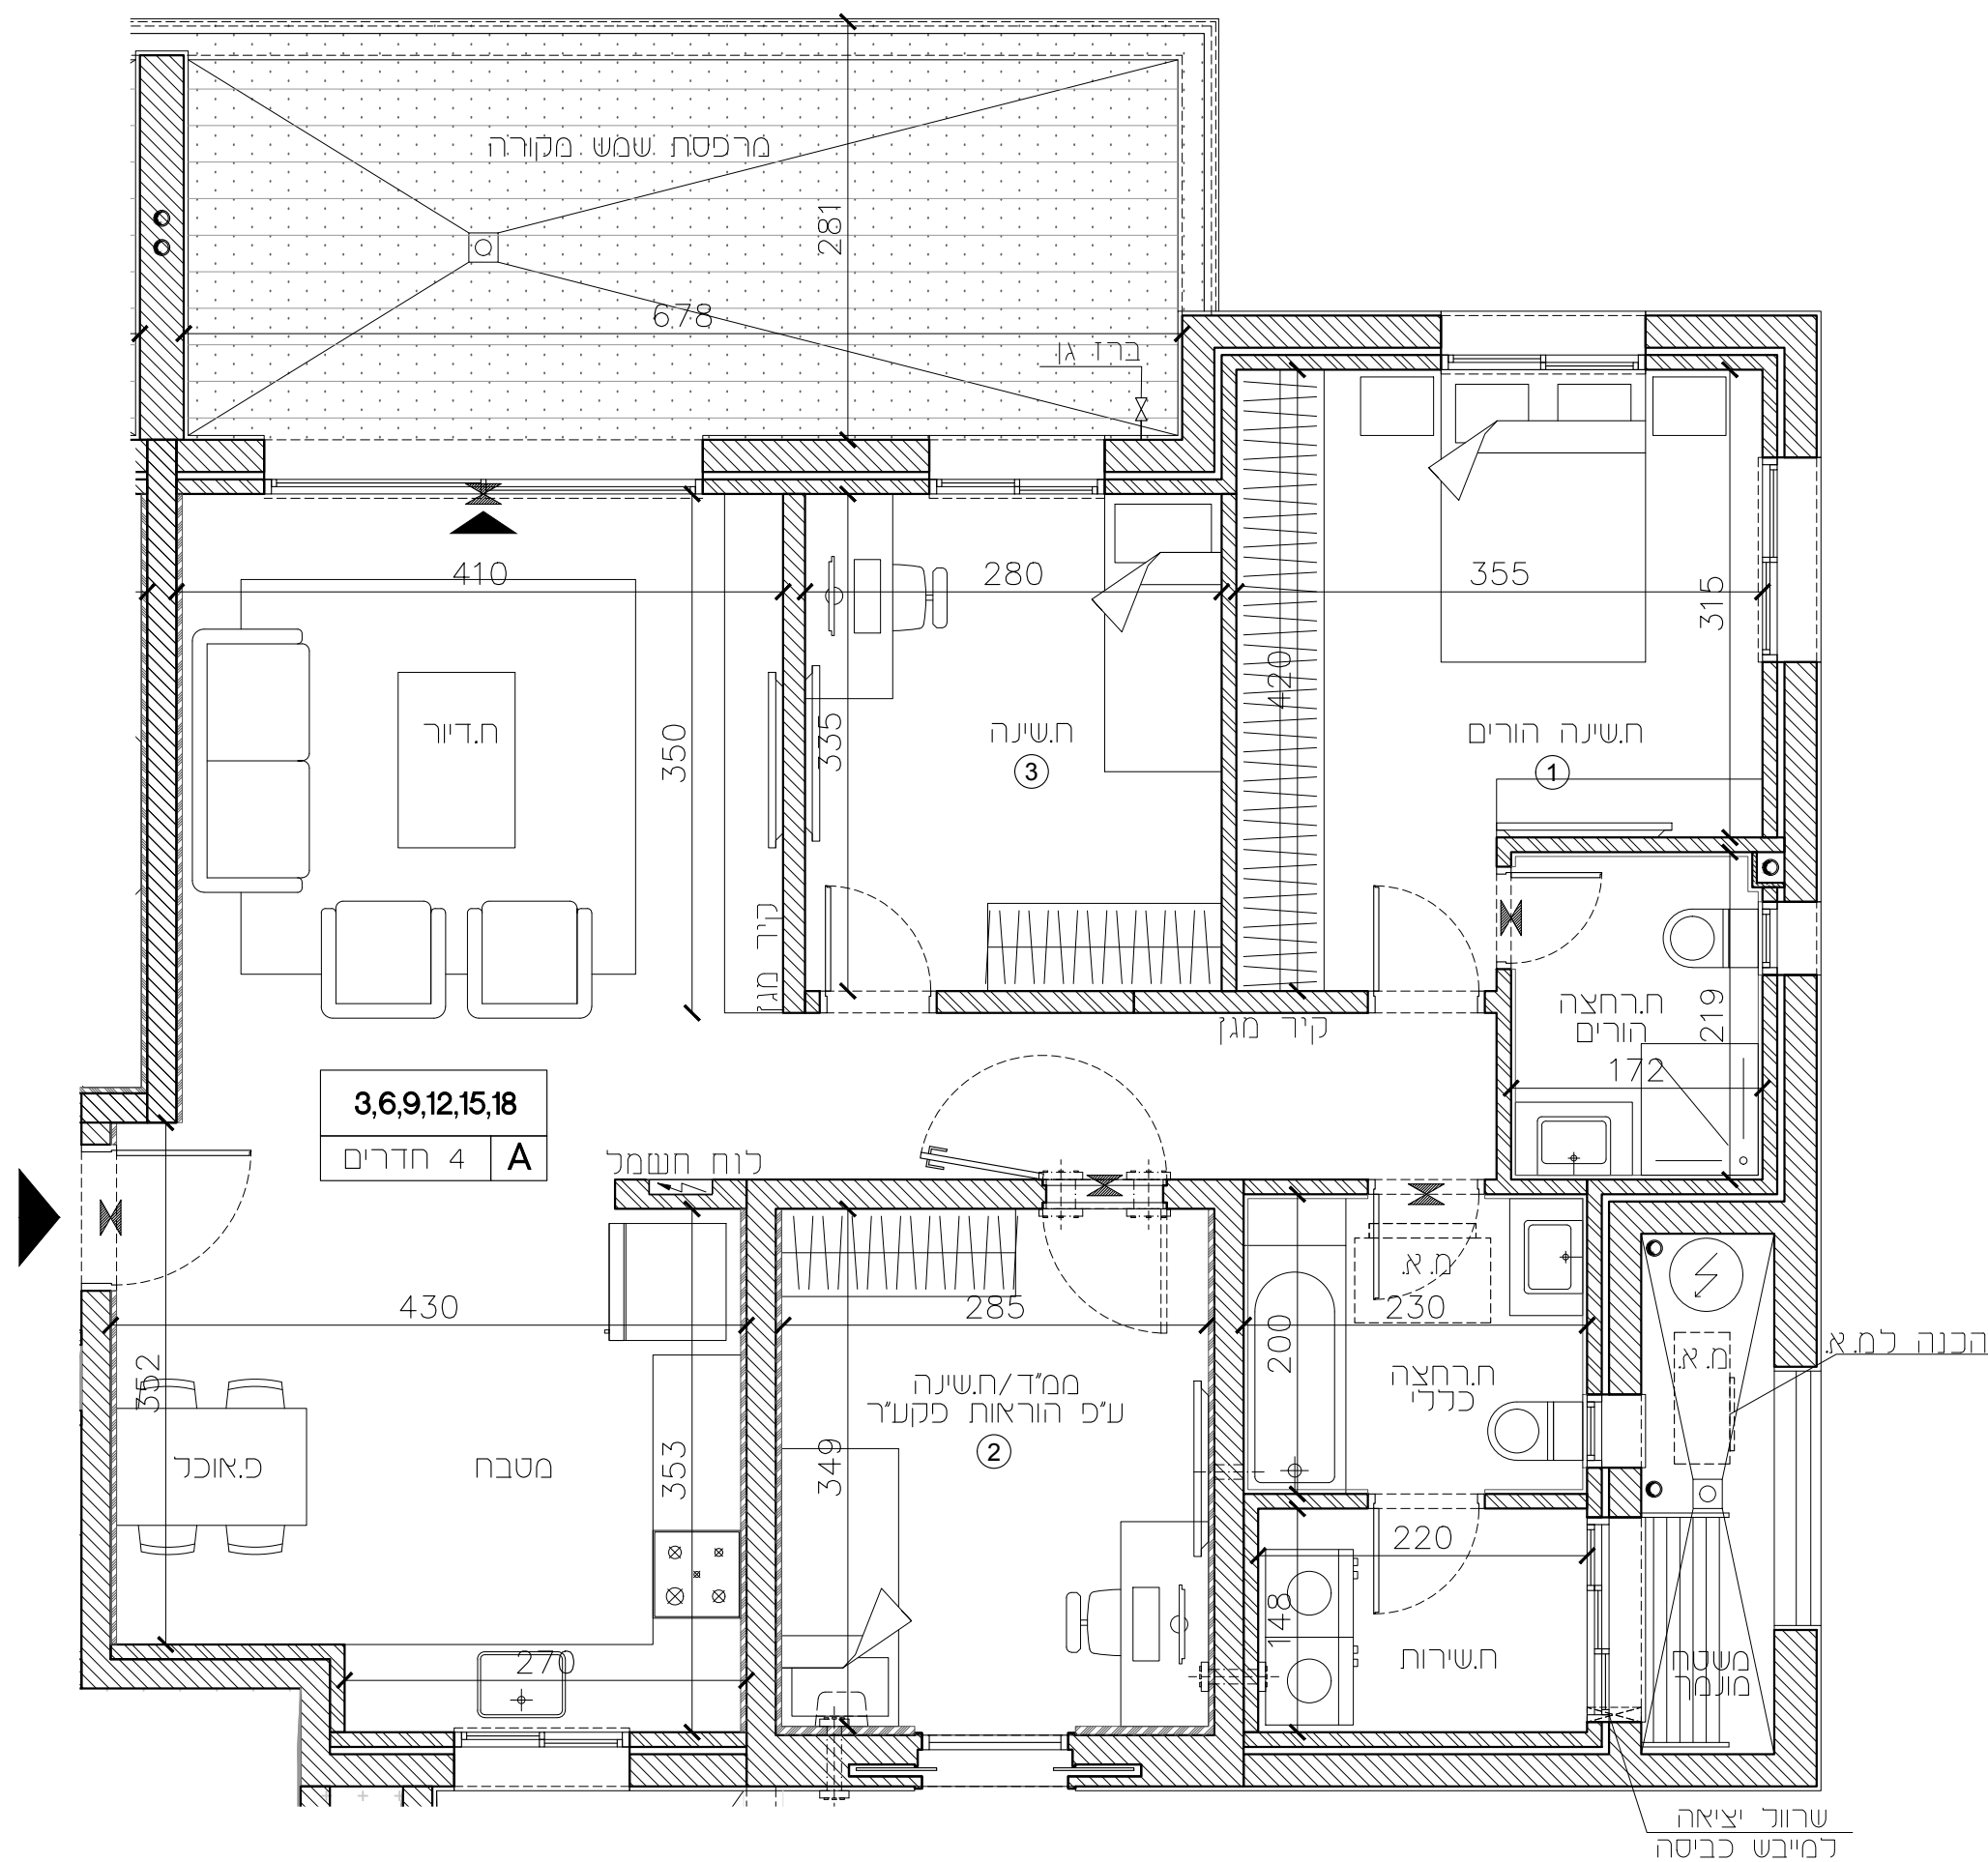 מרפסת שמש מקורה
281
678
ברז גן
410
280
355
315
420
350
335
ח.דיור
ח.שינה
3
ח.שינה הורים
1
קיר מגן
קיר מגן
ח.רחצה
הורים
219
172
3,6,9,12,15,18
4 חדרים
A
לוח חשמל
430
285
מ.א.
230
200
352
353
349
ממ"ד/ח.שינה
ע"פ הוראות פקע"ר
2
ח.רחצה
כללי
מ.א.
הכנה למ.א.
פ.אוכל
מטבח
220
148
270
ח.שירות
משטח
מונמך
שרוול יציאה
למייבש כביסה